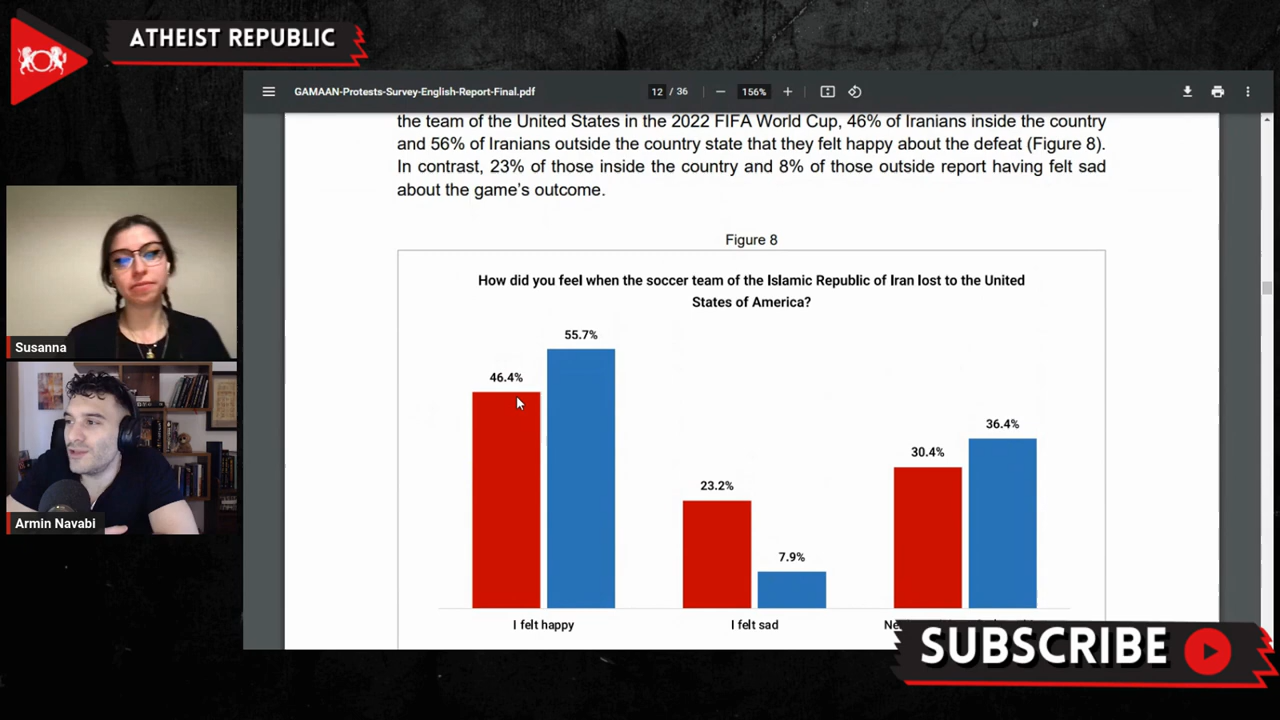 ATHEIST REPUBLIC
GAMAAN-Protests-Survey-English-Report-Final.pdf
12 / 36
156%
the team of the United States in the 2022 FIFA World Cup, 46% of Iranians inside the country
and 56% of Iranians outside the country state that they felt happy about the defeat (Figure 8).
In contrast, 23% of those inside the country and 8% of those outside report having felt sad
about the game's outcome.
Figure 8
How did you feel when the soccer team of the Islamic Republic of Iran lost to the United
States of America?
55.7%
46.4%
36.4%
30.4%
23.2%
7.9%
I felt happy
I felt sad
Susanna
Armin Navabi
SUBSCRIBE